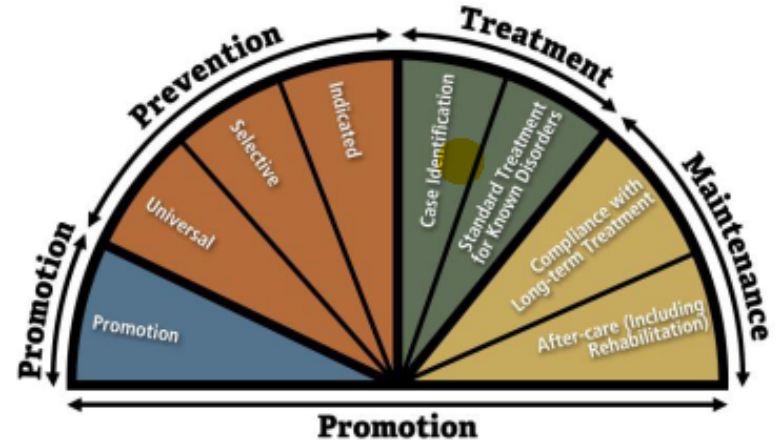 Prevention
Treatment
Promotion
Maintenance
Promotion
Universal
Selective
Indicated
Case Identification
Standard Treatment
for Known Disorders
Compliance with
Long-term Treatment
After-care (Including
Rehabilitation)
Promotion